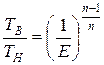 T_B/T_H = (1/E)^((n-1)/n)